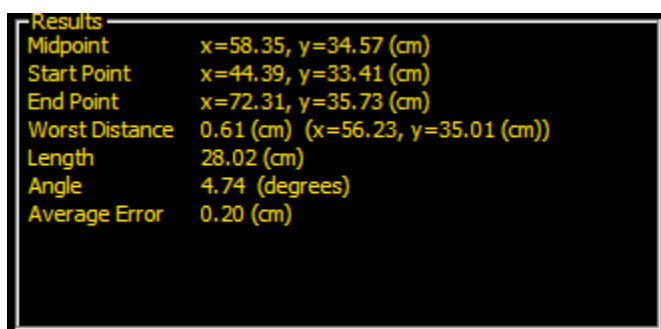 Results
Midpoint x=58.35, y=34.57 (cm)
Start Point x=44.39, y=33.41 (cm)
End Point x=72.31, y=35.73 (cm)
Worst Distance 0.61 (cm) (x=56.23, y=35.01 (cm))
Length 28.02 (cm)
Angle 4.74 (degrees)
Average Error 0.20 (cm)